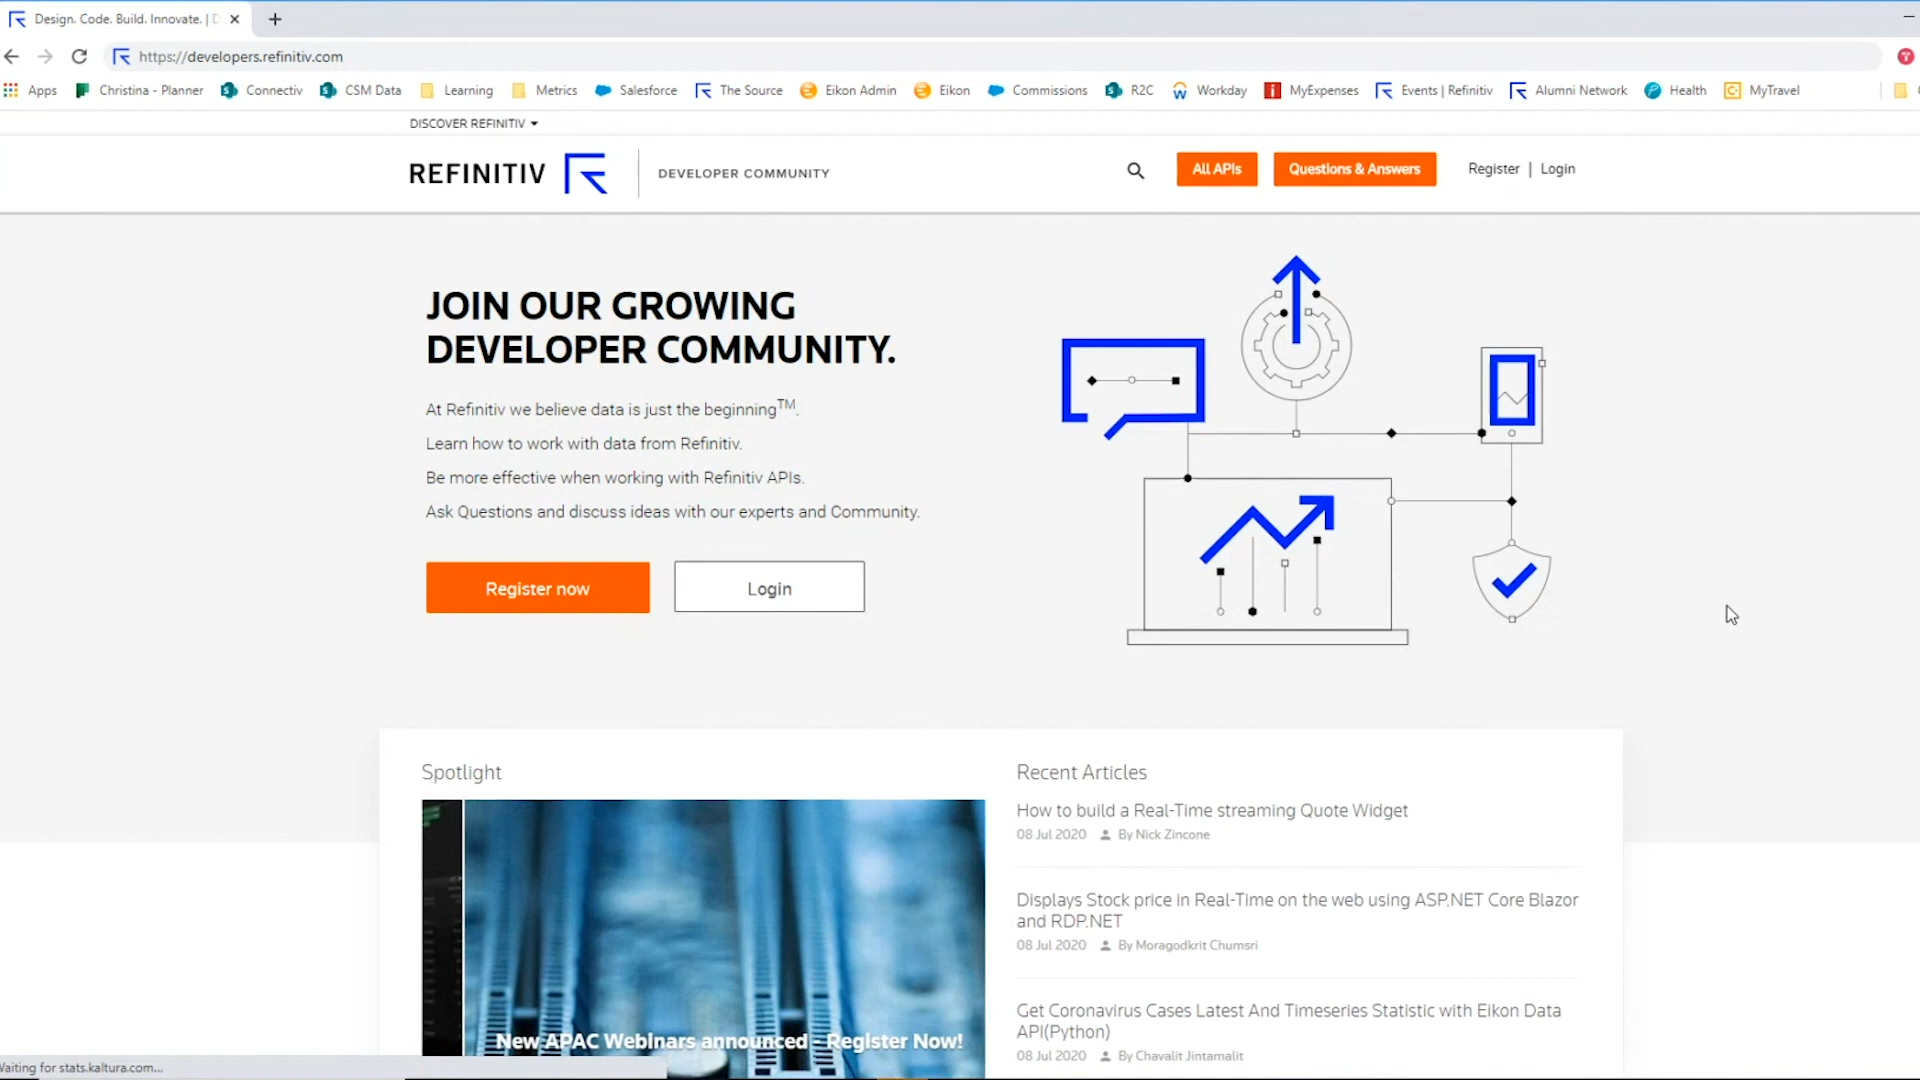 Design. Code. Build. Innovate. | D
https://developers.refinitiv.com
Apps Christina - Planner Connectiv CSM Data Learning Metrics Salesforce The Source Eikon Admin Eikon Commissions R2C Workday MyExpenses Events | Refinitiv Alumni Network Health MyTravel
DISCOVER REFINITIV
REFINITIV DEVELOPER COMMUNITY All APIs Questions & Answers Register | Login
JOIN OUR GROWING
DEVELOPER COMMUNITY.
At Refinitiv we believe data is just the beginning™.
Learn how to work with data from Refinitiv.
Be more effective when working with Refinitiv APIs.
Ask Questions and discuss ideas with our experts and Community.
Register now Login
Spotlight
New APAC Webinars announced - Register Now!
Recent Articles
How to build a Real-Time streaming Quote Widget
08 Jul 2020 By Nick Zincone
Displays Stock price in Real-Time on the web using ASP.NET Core Blazor
and RDP.NET
08 Jul 2020 By Moragodkrit Chumsri
Get Coronavirus Cases Latest And Timeseries Statistic with Eikon Data
API(Python)
08 Jul 2020 By Chavalit Jintamalit
Waiting for stats.kaltura.com...